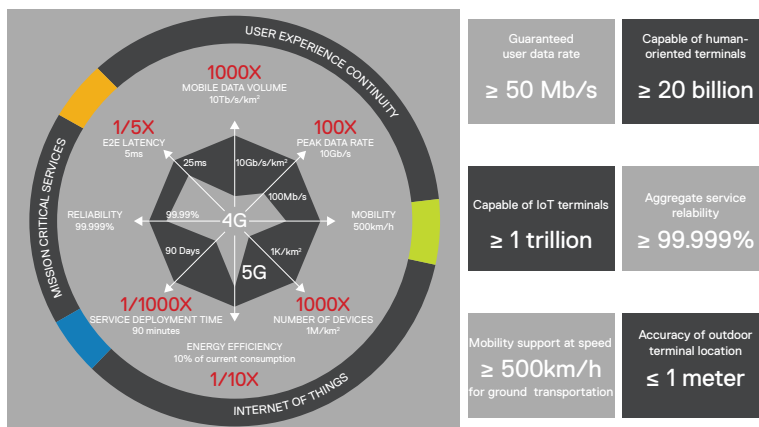 USER EXPERIENCE CONTINUITY
1000X
MOBILE DATA VOLUME
10Tb/s/km²
1/5X
E2E LATENCY
5ms
100X
PEAK DATA RATE
10Gb/s
25ms
10Gb/s/km²
100Mb/s
RELIABILITY
99.999%
99.99%
4G
MOBILITY
500km/h
MISSION CRITICAL SERVICES
90 Days
1K/km²
5G
1/1000X
SERVICE DEPLOYMENT TIME
90 minutes
1000X
NUMBER OF DEVICES
1M/km²
ENERGY EFFICIENCY
10% of current consumption
1/10X
INTERNET OF THINGS
Guaranteed
user data rate
≥ 50 Mb/s
Capable of human-
oriented terminals
≥ 20 billion
Capable of IoT terminals
≥ 1 trillion
Aggregate service
relability
≥ 99.999%
Mobility support at speed
≥ 500km/h
for ground transportation
Accuracy of outdoor
terminal location
≤ 1 meter